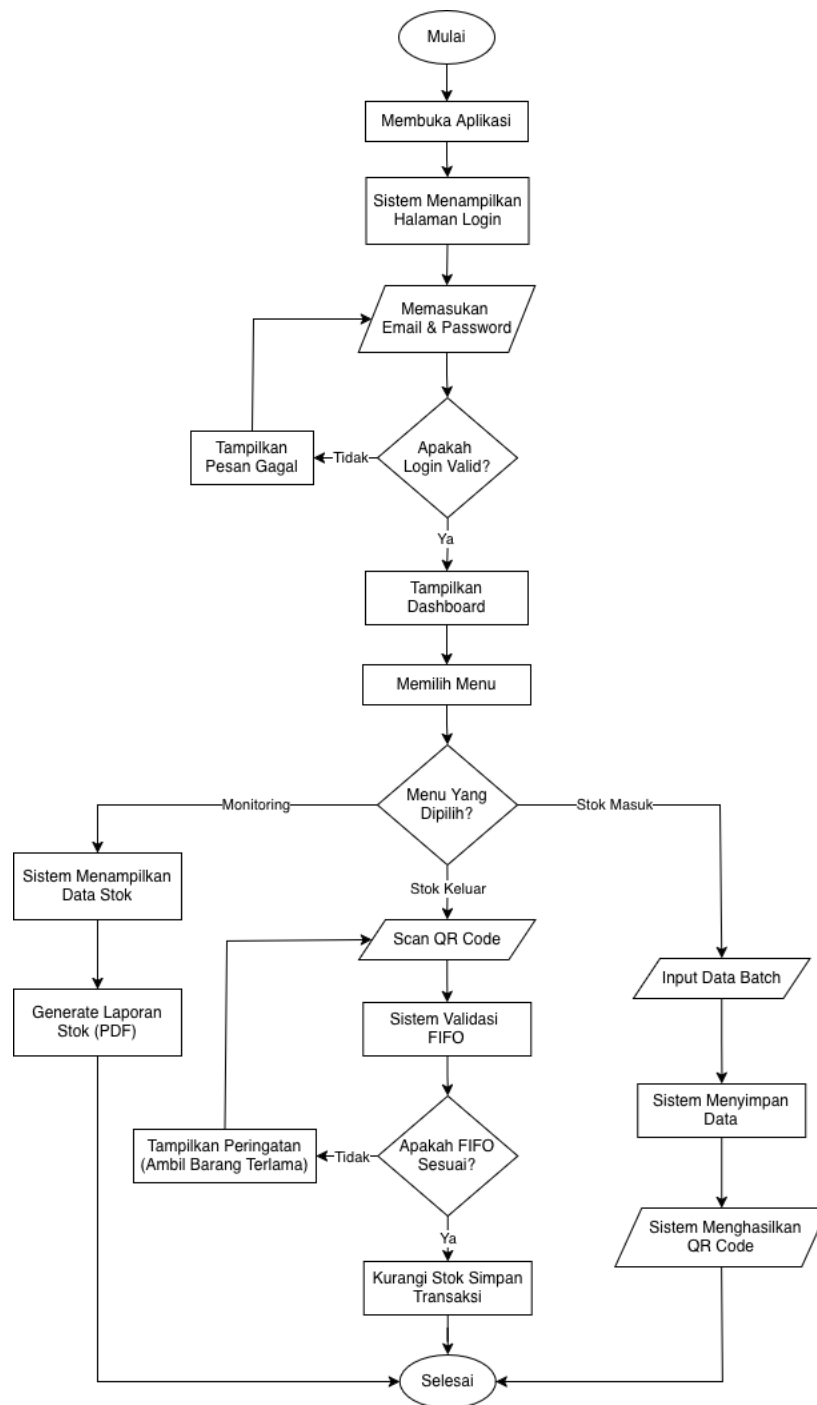 Mulai
Membuka Aplikasi
Sistem Menampilkan
Halaman Login
Memasukan
Email & Password
Apakah
Login Valid?
Tidak
Tampilkan
Pesan Gagal
Ya
Tampilkan
Dashboard
Memilih Menu
Menu Yang
Dipilih?
Monitoring
Stok Masuk
Stok Keluar
Sistem Menampilkan
Data Stok
Generate Laporan
Stok (PDF)
Scan QR Code
Sistem Validasi
FIFO
Apakah FIFO
Sesuai?
Tidak
Tampilkan Peringatan
(Ambil Barang Terlama)
Ya
Kurangi Stok Simpan
Transaksi
Input Data Batch
Sistem Menyimpan
Data
Sistem Menghasilkan
QR Code
Selesai